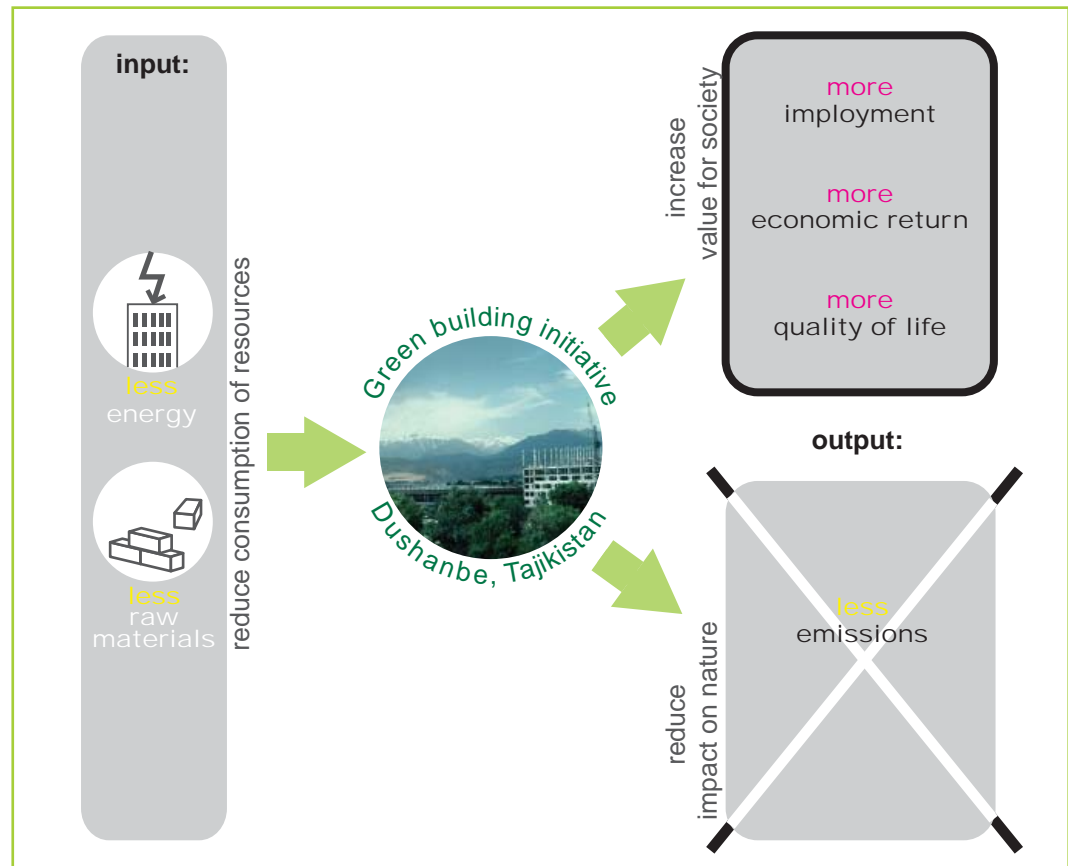 input:
less
energy
less
raw
materials
reduce consumption of resources
Green building initiative
Dushanbe, Tajikistan
increase
value for society
more
imployment
more
economic return
more
quality of life
output:
reduce
impact on nature
less
emissions